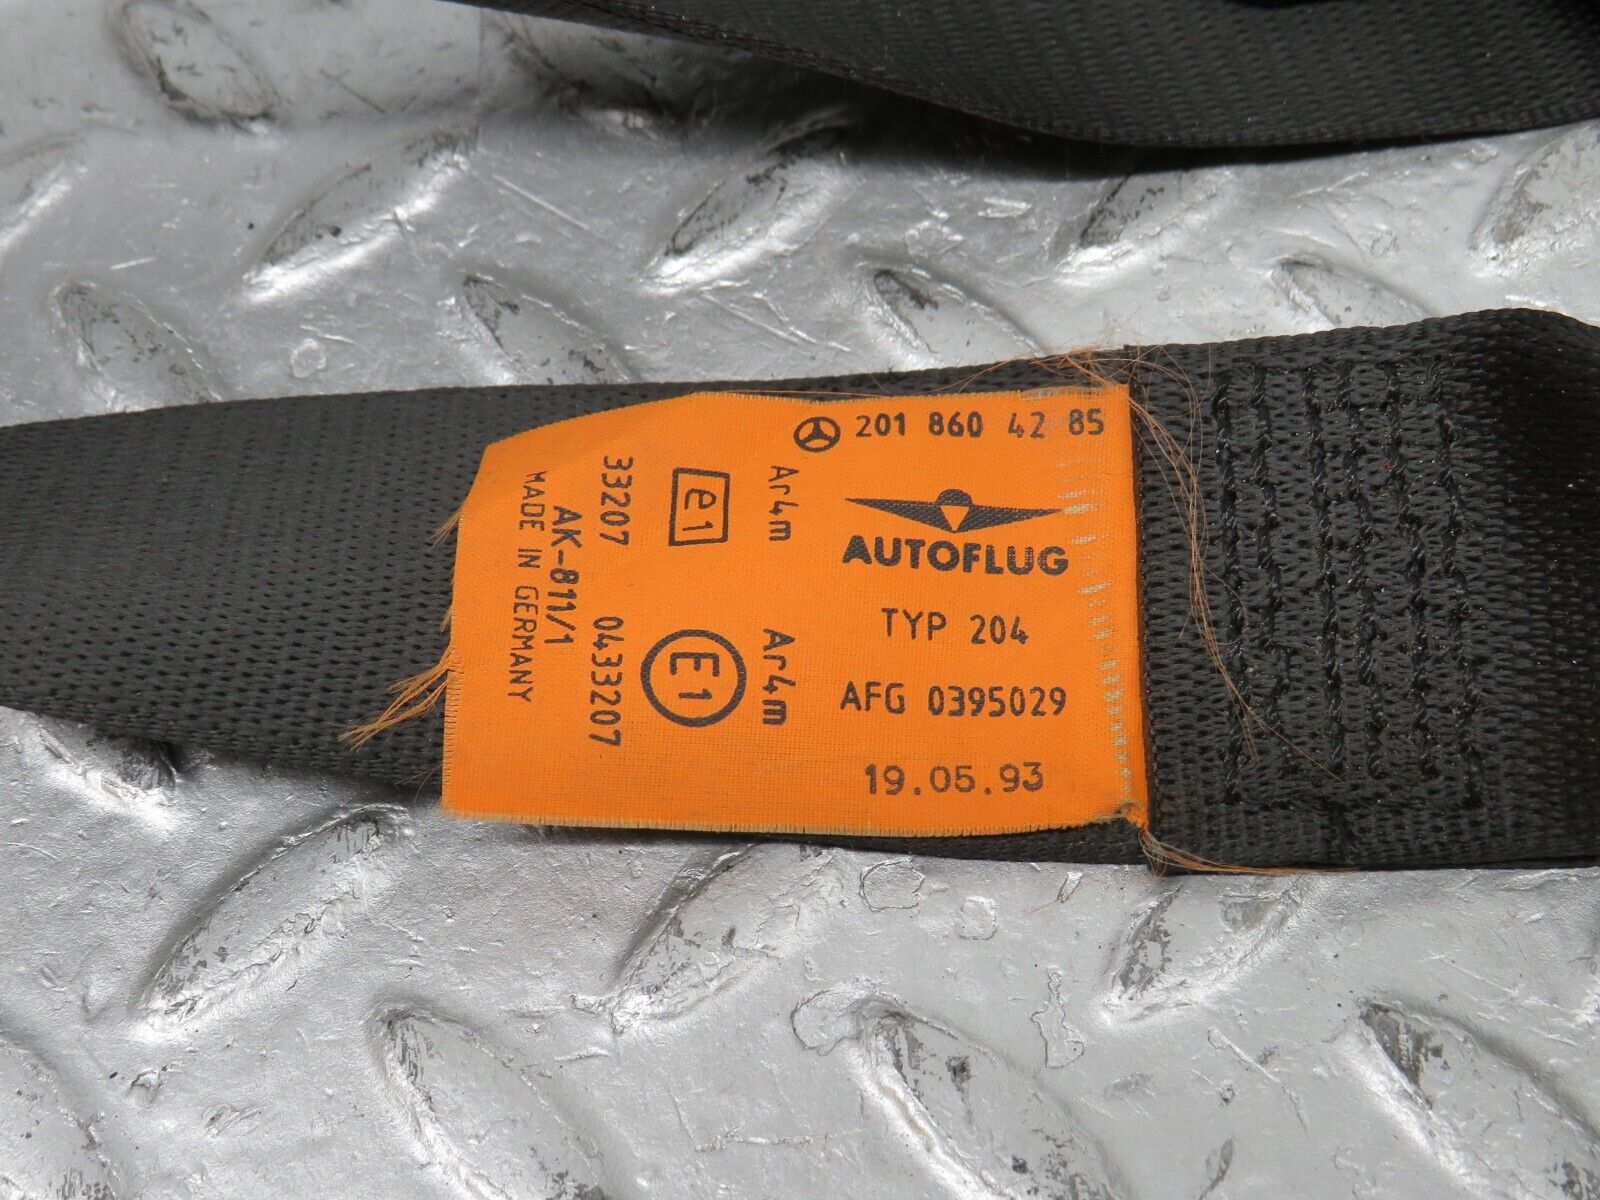 201 860 42 85
AUTOFLUG
TYP 204
AFG 0395029
19.05.93
Ar4m Ar4m
e1 E1
33207 0433207
AK-811/1
MADE IN GERMANY